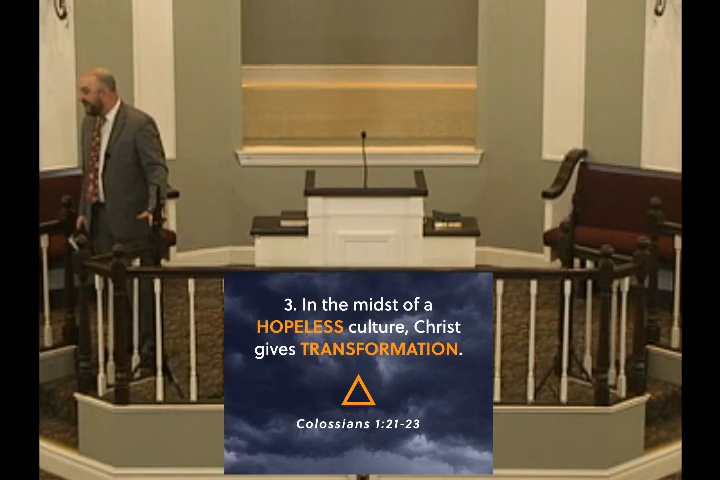 3. In the midst of a
HOPELESS culture, Christ
gives TRANSFORMATION.
Colossians 1:21-23